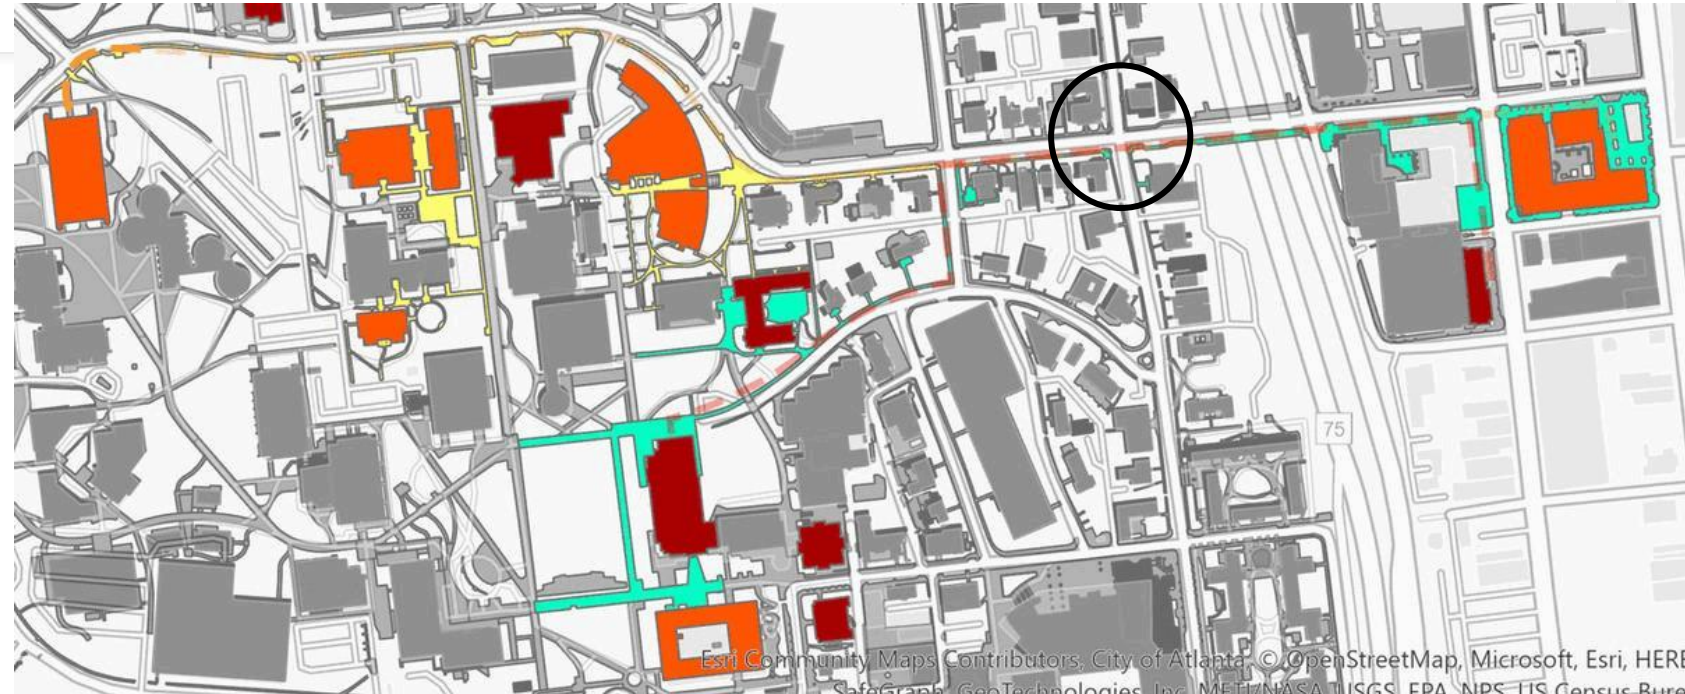 75
Esri Community Maps Contributors, City of Atlanta, © OpenStreetMap, Microsoft, Esri, HERE
SafeGraph, GeoTechnologies, Inc, METI/NASA, USGS, EPA, NPS, US Census Bure